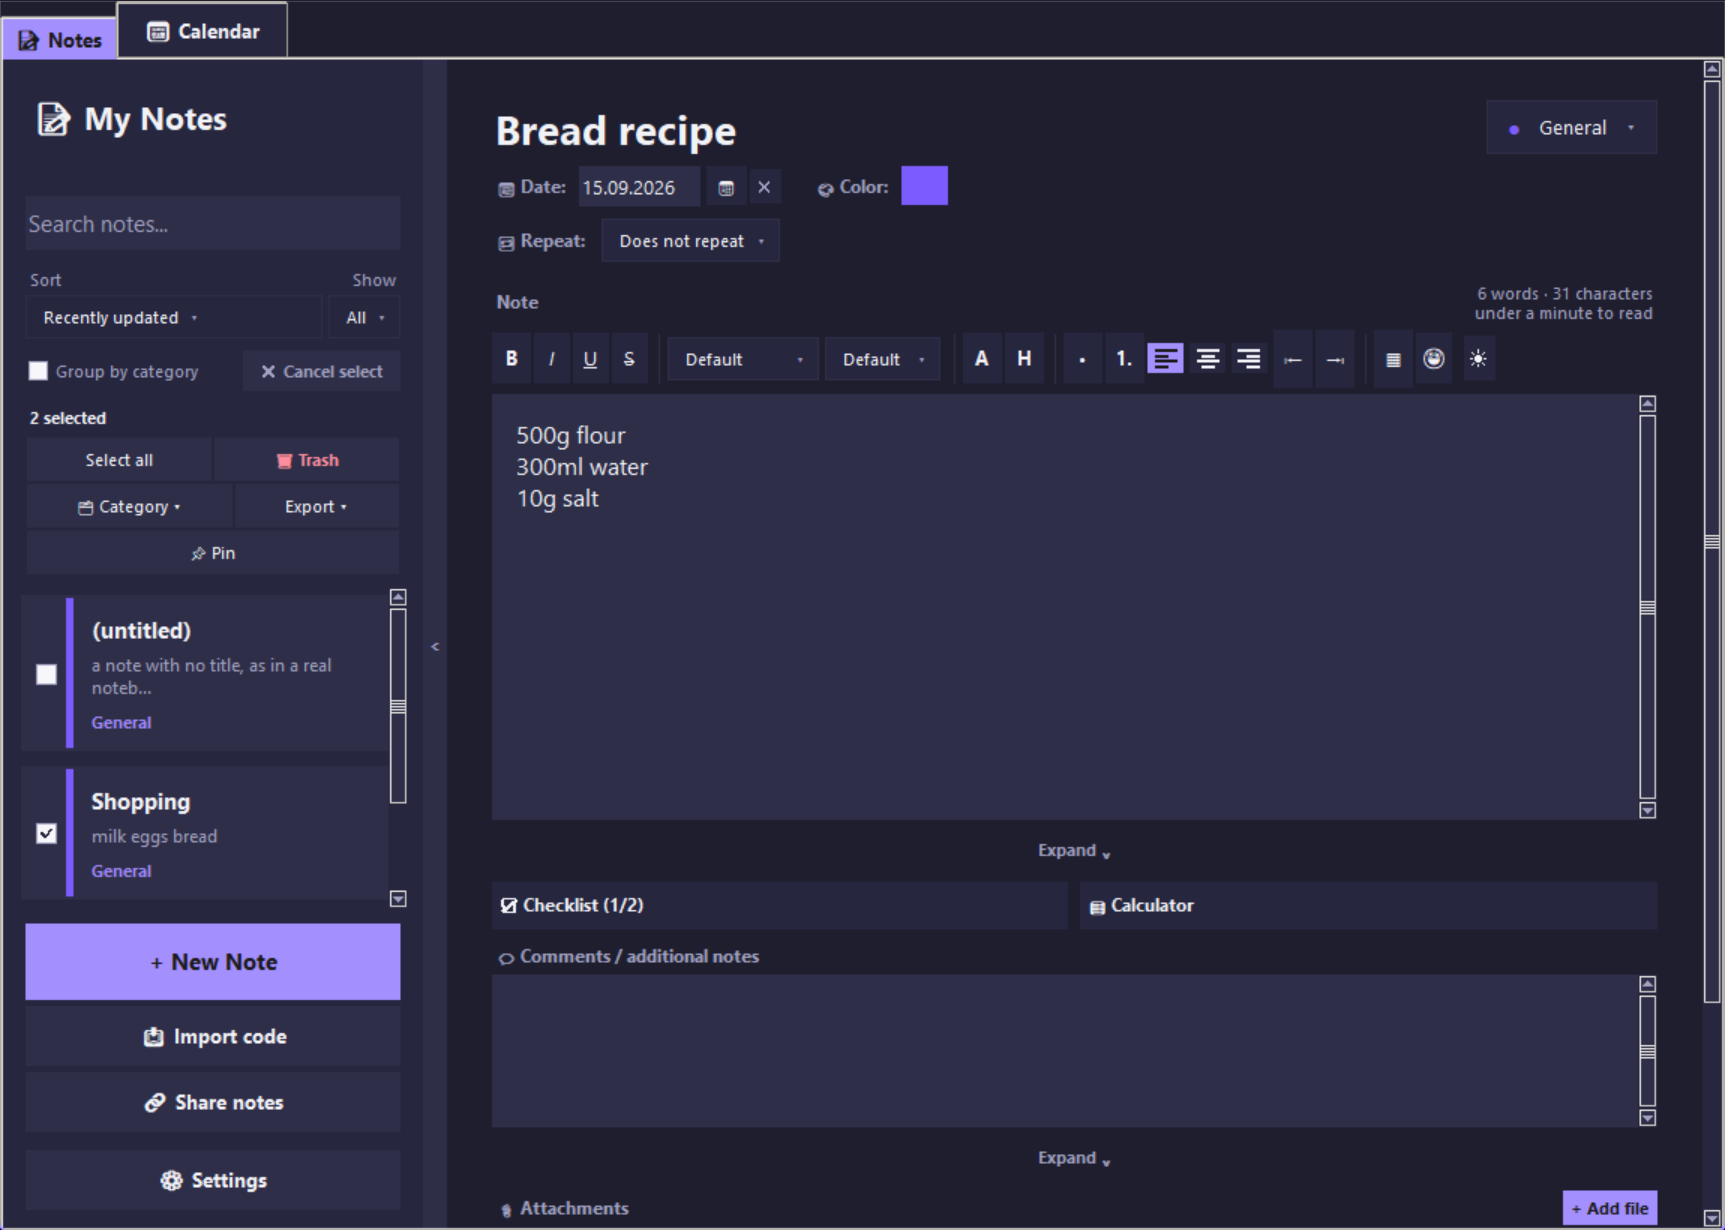 Notes
Calendar
My Notes
Search notes...
Sort
Show
Recently updated
All
Group by category
Cancel select
2 selected
Select all
Trash
Category
Export
Pin
(untitled)
a note with no title, as in a real
noteb...
General
Shopping
milk eggs bread
General
+ New Note
Import code
Share notes
Settings
<
Bread recipe
General
Date: 15.09.2026
Color:
Repeat: Does not repeat
Note
6 words · 31 characters
under a minute to read
B I U S Default Default A H • 1.
500g flour
300ml water
10g salt
Expand
Checklist (1/2)
Calculator
Comments / additional notes
Expand
Attachments
+ Add file